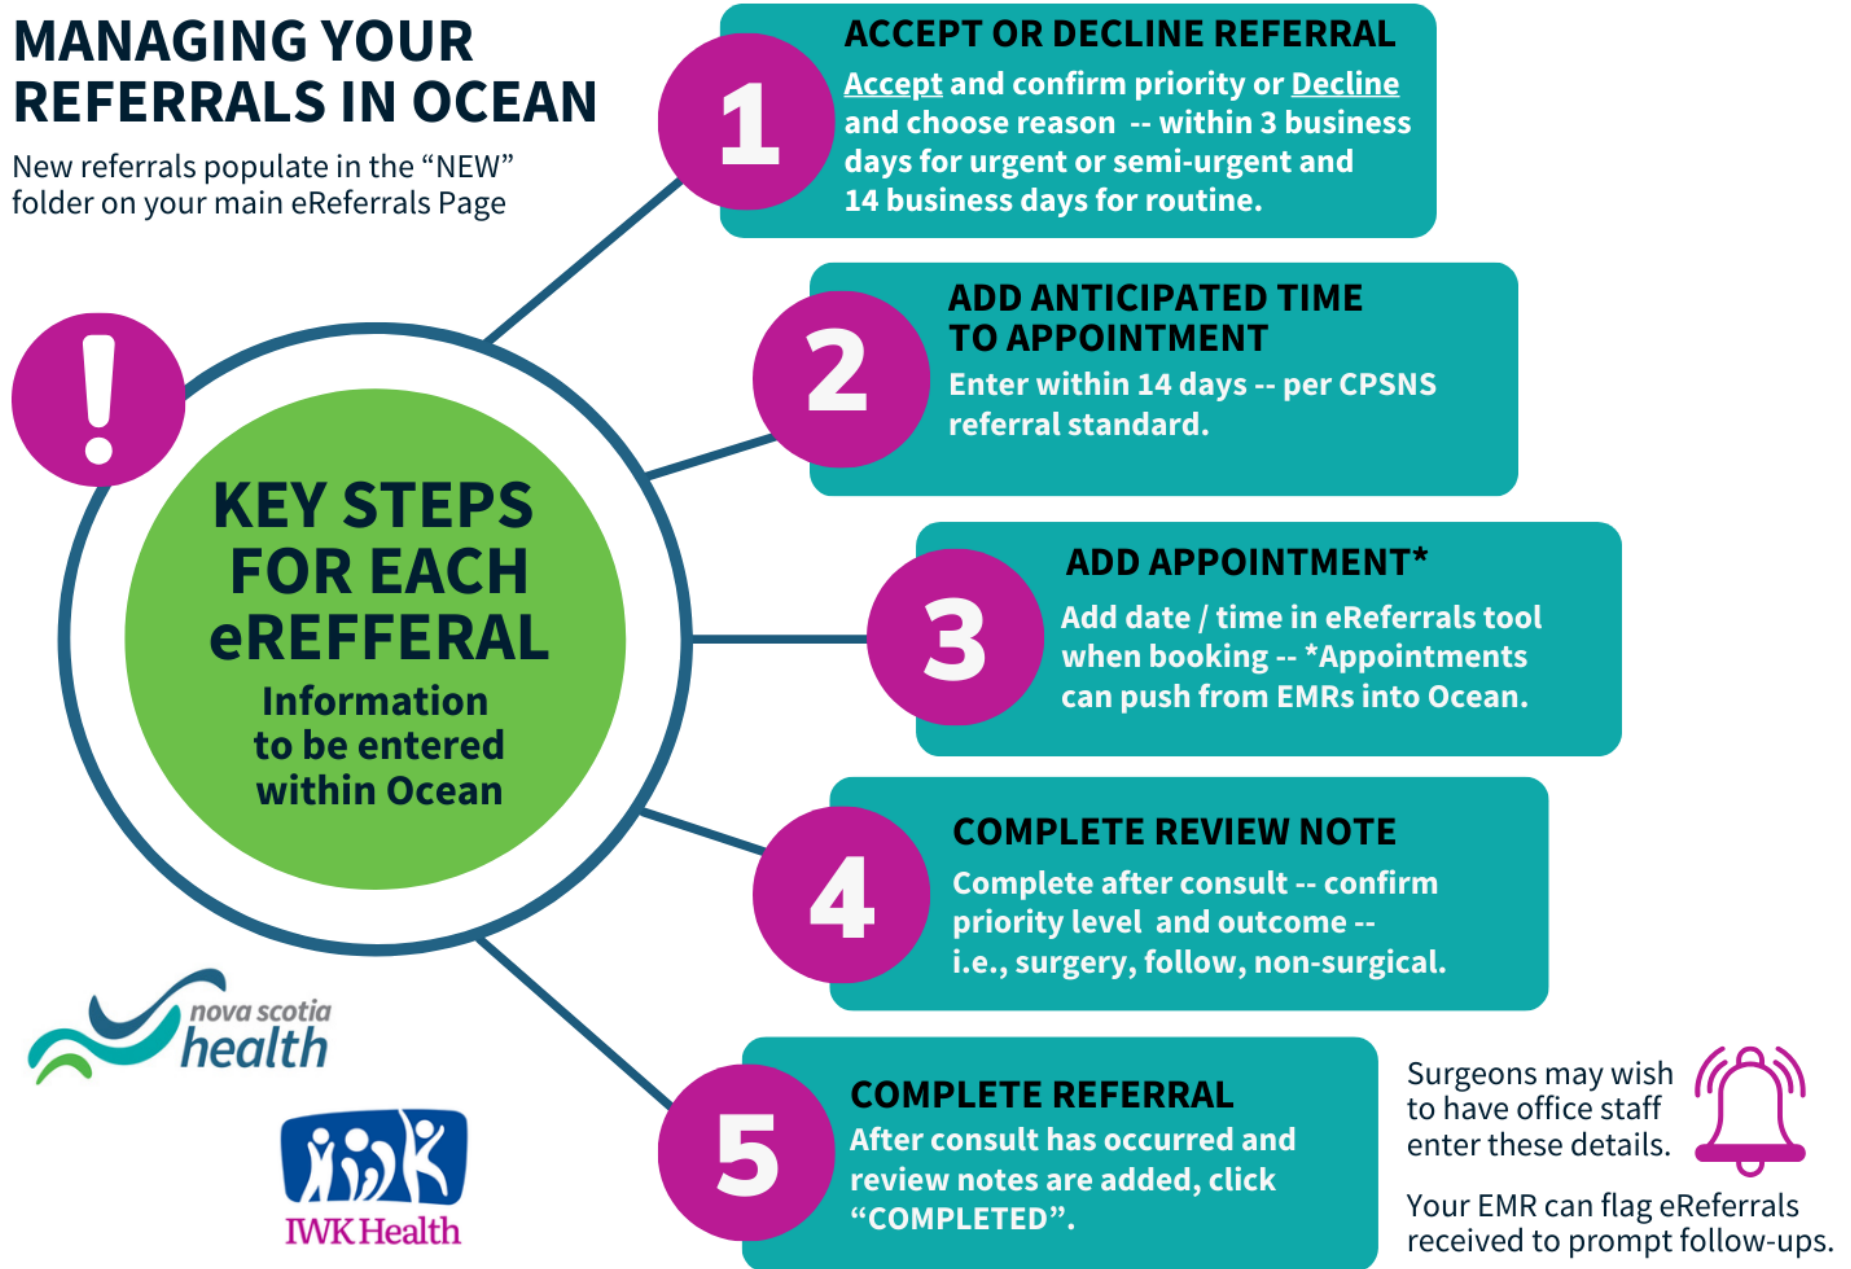 MANAGING YOUR
REFERRALS IN OCEAN
New referrals populate in the “NEW”
folder on your main eReferrals Page
!
KEY STEPS
FOR EACH
eREFFERAL
Information
to be entered
within Ocean
1
ACCEPT OR DECLINE REFERRAL
Accept and confirm priority or Decline
and choose reason -- within 3 business
days for urgent or semi-urgent and
14 business days for routine.
2
ADD ANTICIPATED TIME
TO APPOINTMENT
Enter within 14 days -- per CPSNS
referral standard.
3
ADD APPOINTMENT*
Add date / time in eReferrals tool
when booking -- *Appointments
can push from EMRs into Ocean.
4
COMPLETE REVIEW NOTE
Complete after consult -- confirm
priority level and outcome --
i.e., surgery, follow, non-surgical.
5
COMPLETE REFERRAL
After consult has occurred and
review notes are added, click
“COMPLETED”.
Surgeons may wish
to have office staff
enter these details.
Your EMR can flag eReferrals
received to prompt follow-ups.
nova scotia
health
IWK
IWK Health